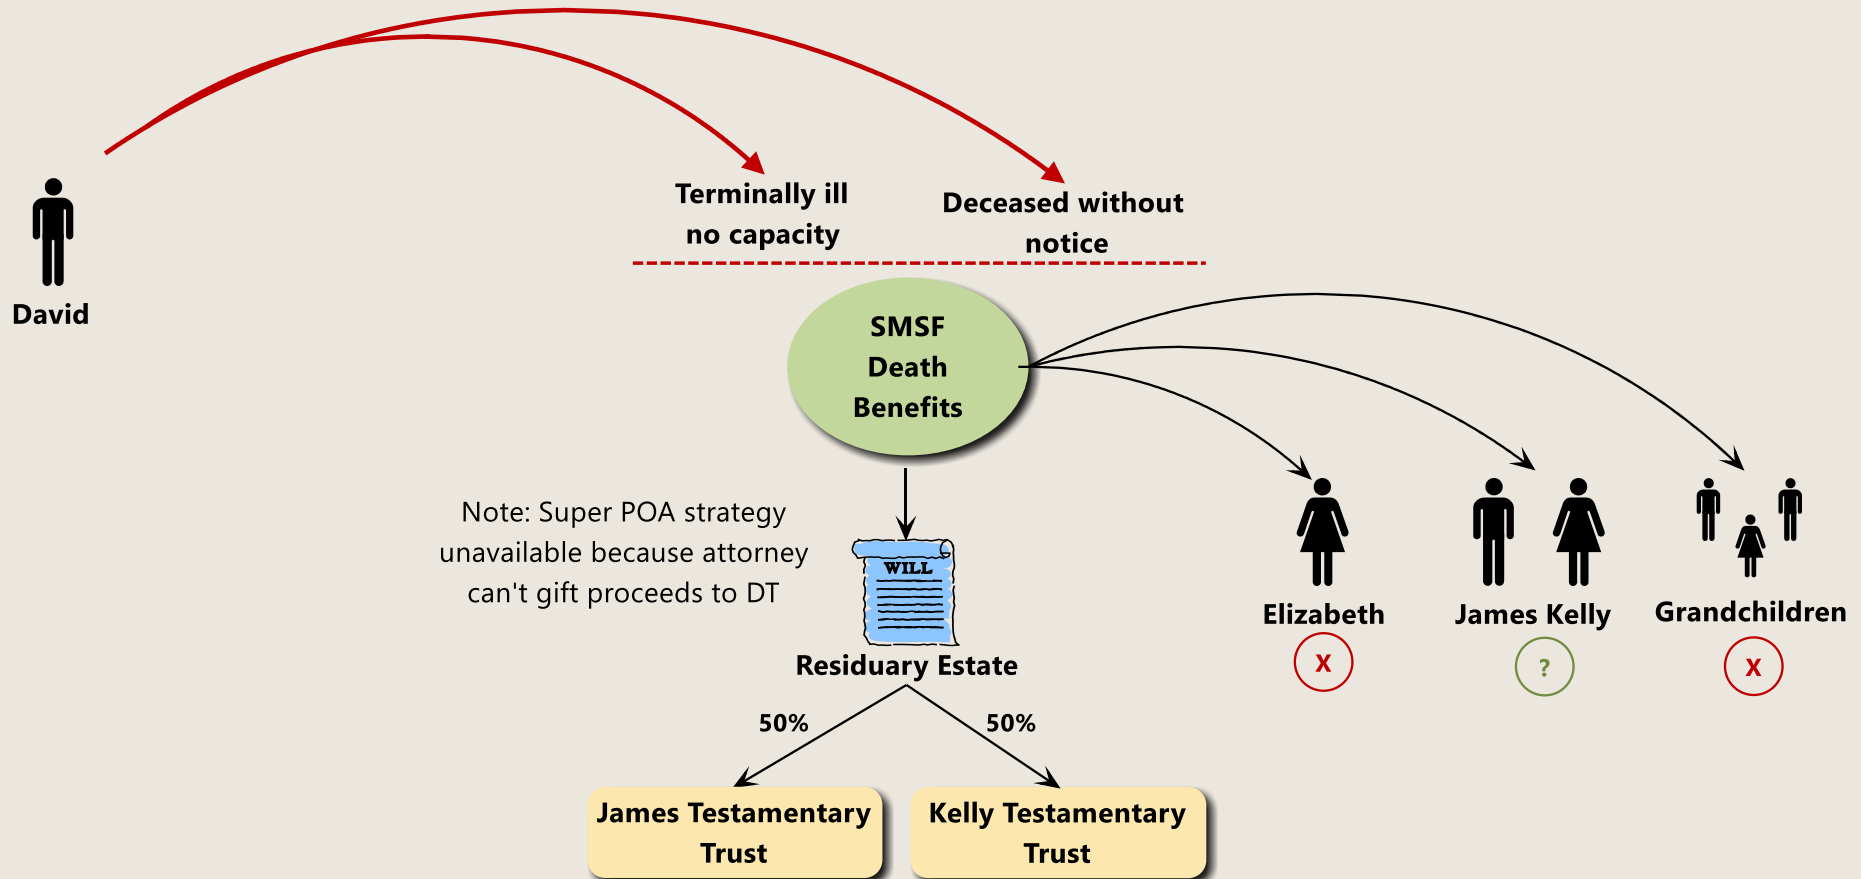 Terminally ill
no capacity
Deceased without
notice
David
SMSF
Death
Benefits
Note: Super POA strategy
unavailable because attorney
can't gift proceeds to DT
WILL
Residuary Estate
Elizabeth
James Kelly
Grandchildren
X
?
X
50%
50%
James Testamentary
Trust
Kelly Testamentary
Trust